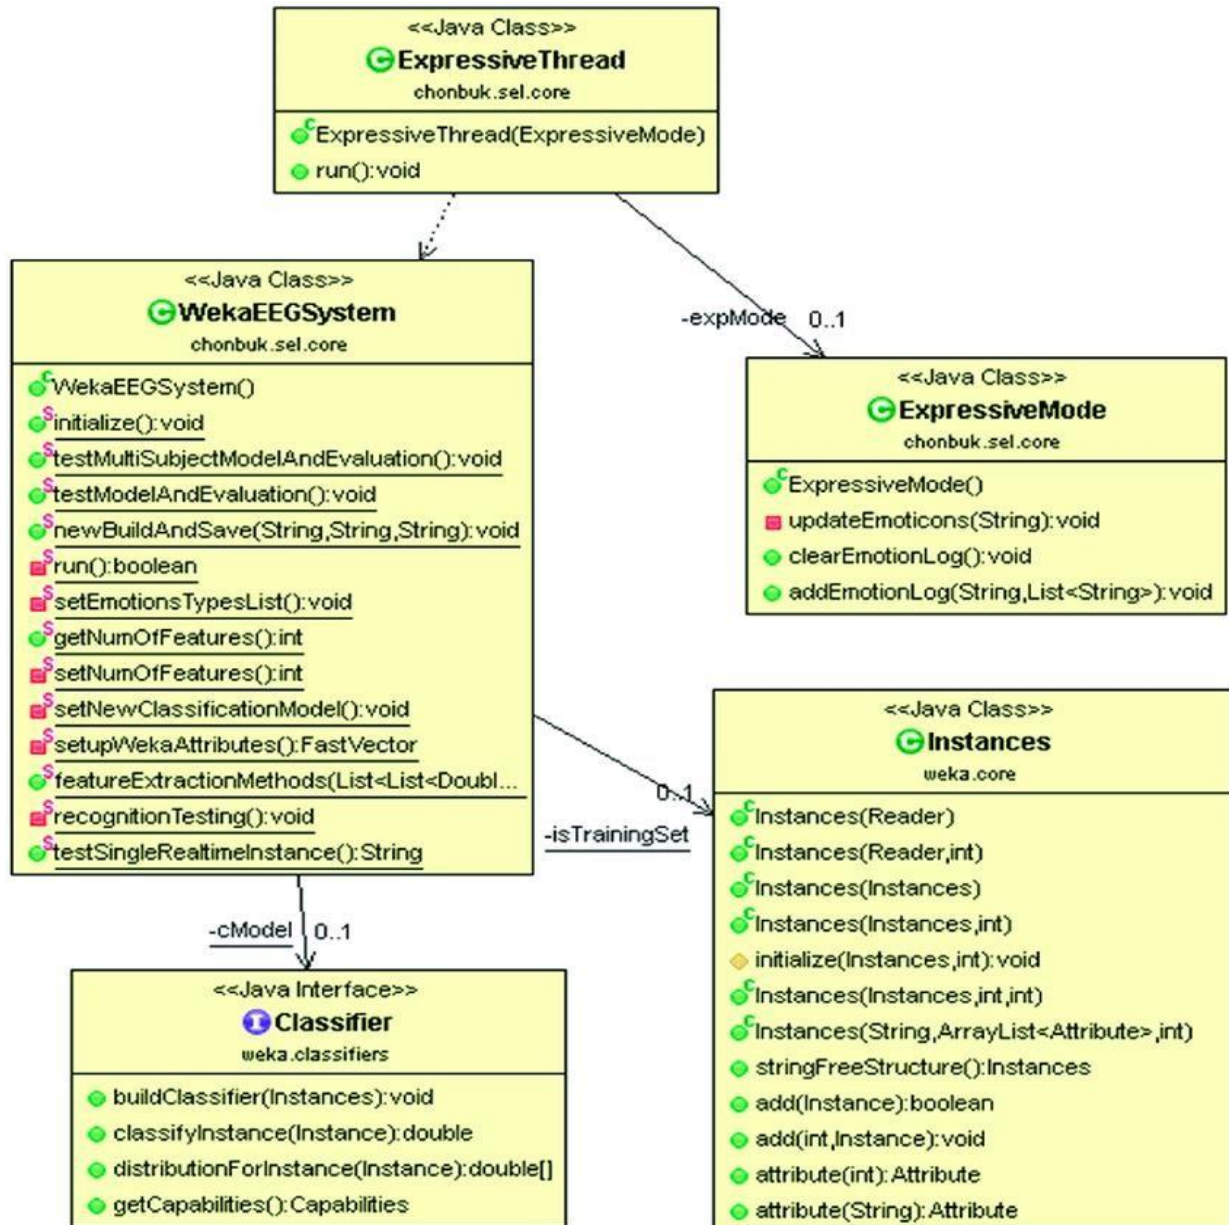 <<Java Class>>
ExpressiveThread
chonbuk.sel.core
ExpressiveThread(ExpressiveMode)
run():void
<<Java Class>>
WekaEEGSystem
chonbuk.sel.core
WekaEEGSystem()
initialize():void
testMultiSubjectModelAndEvaluation():void
testModelAndEvaluation():void
newBuildAndSave(String,String,String):void
run():boolean
setEmotionsTypesList():void
getNumOfFeatures():int
setNumOfFeatures():int
setNewClassificationModel():void
setupWekaAttributes():FastVector
featureExtractionMethods(List<List<Doubl...
recognitionTesting():void
testSingleRealtimeInstance():String
-expMode 0..1
<<Java Class>>
ExpressiveMode
chonbuk.sel.core
ExpressiveMode()
updateEmoticons(String):void
clearEmotionLog():void
addEmotionLog(String,List<String>):void
0..1
-isTrainingSet
<<Java Class>>
Instances
weka.core
Instances(Reader)
Instances(Reader,int)
Instances(Instances)
Instances(Instances,int)
initialize(Instances,int):void
Instances(Instances,int,int)
Instances(String,ArrayList<Attribute>,int)
stringFreeStructure():Instances
add(Instance):boolean
add(int,Instance):void
attribute(int):Attribute
attribute(String):Attribute
-cModel 0..1
<<Java Interface>>
Classifier
weka.classifiers
buildClassifier(Instances):void
classifyInstance(Instance):double
distributionForInstance(Instance):double[]
getCapabilities():Capabilities